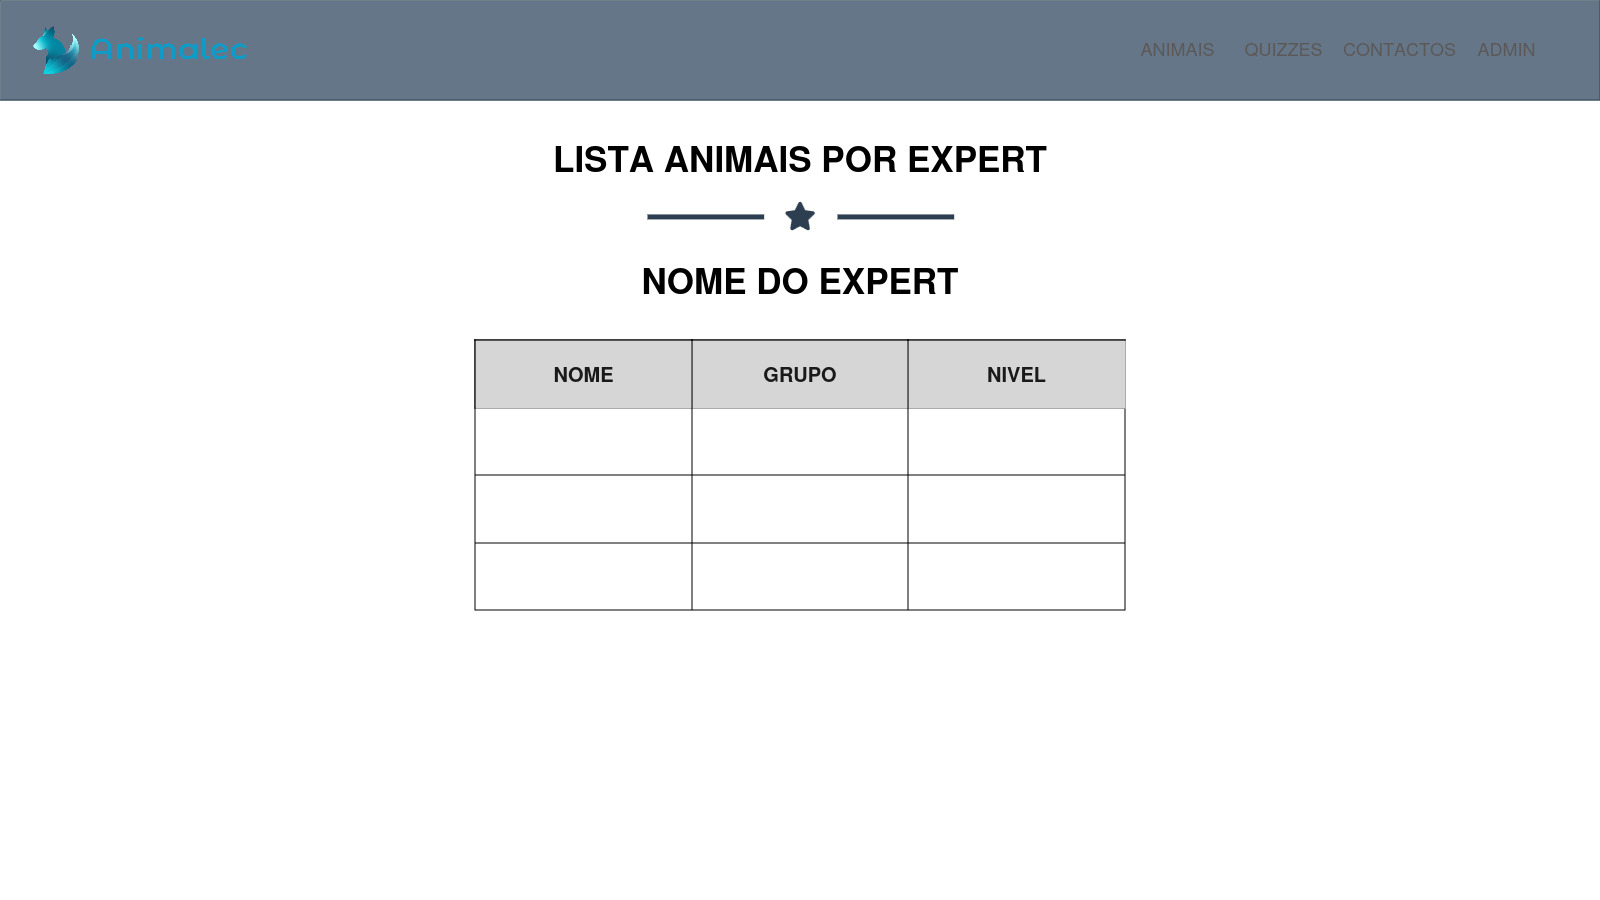 Animalec
ANIMAIS QUIZZES CONTACTOS ADMIN
LISTA ANIMAIS POR EXPERT
NOME DO EXPERT
NOME GRUPO NIVEL